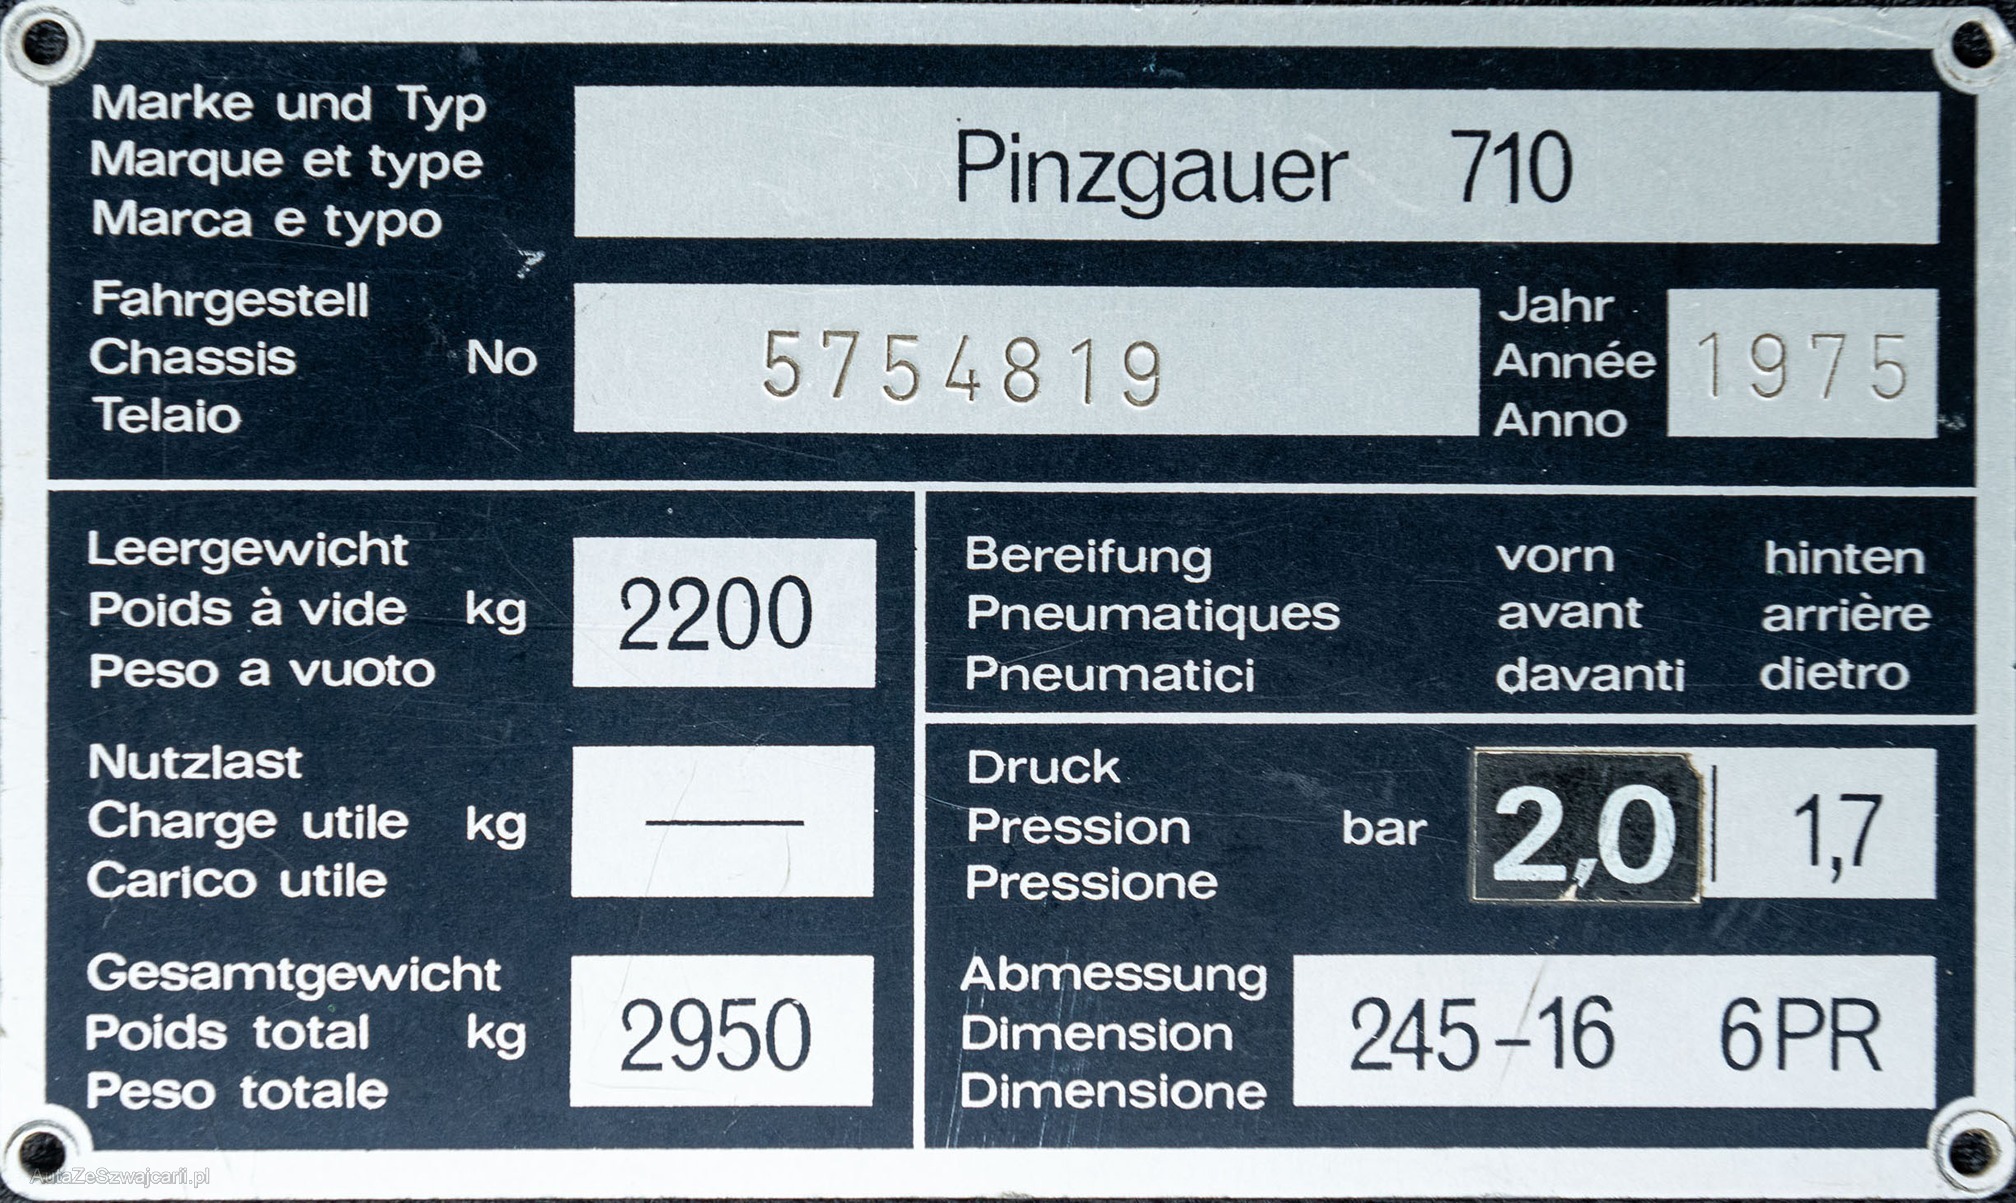 Marke und Typ
Marque et type
Marca e typo
Pinzgauer 710
Fahrgestell
Chassis No
Telaio
5754819
Jahr
Année
Anno
1975
Leergewicht
Poids à vide kg
Peso a vuoto
2200
Nutzlast
Charge utile kg
Carico utile
—
Gesamtgewicht
Poids total kg
Peso totale
2950
Bereifung vorn hinten
Pneumatiques avant arrière
Pneumatici davanti dietro
Druck
Pression bar
Pressione
2,0 1,7
Abmessung
Dimension
Dimensione
245-16 6PR
AutaZeSzwajcarii.pl